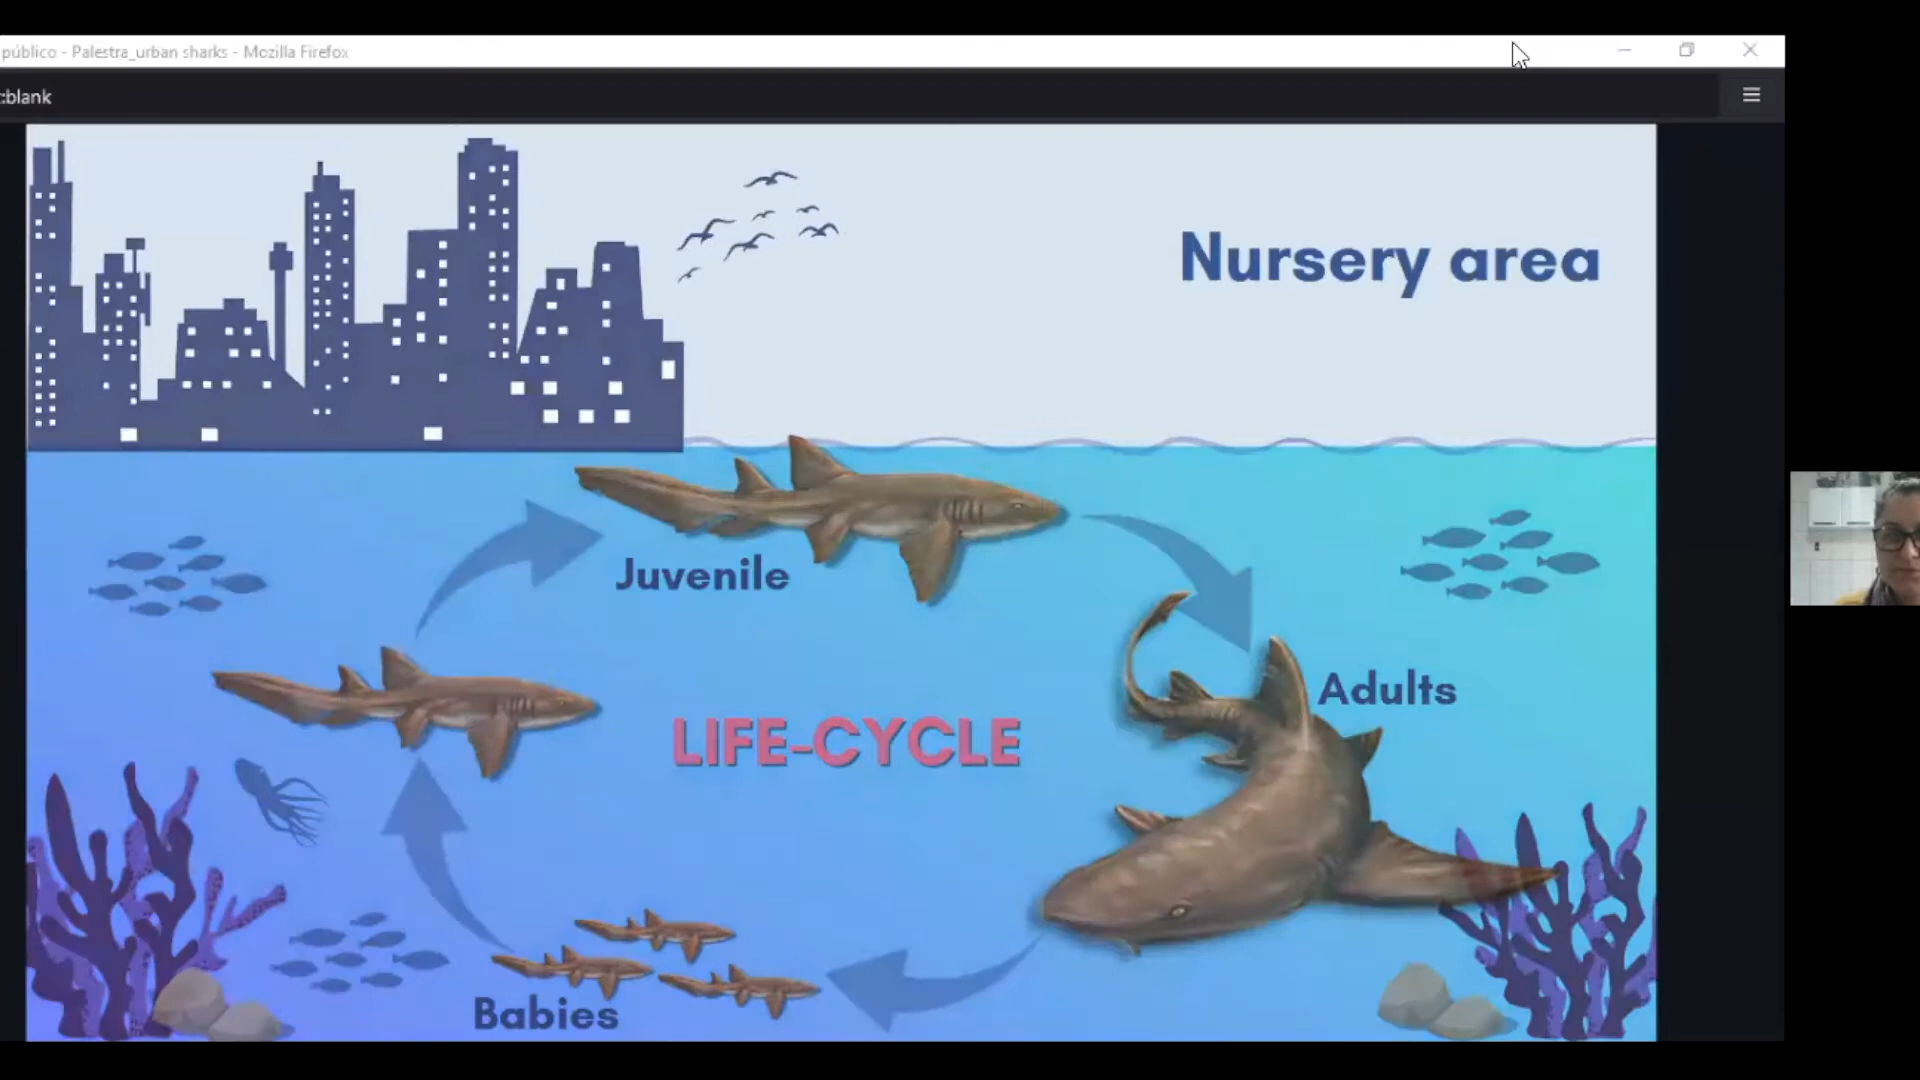 público - Palestra_urban sharks - Mozilla Firefox
:blank
Nursery area
Juvenile
Adults
LIFE-CYCLE
Babies